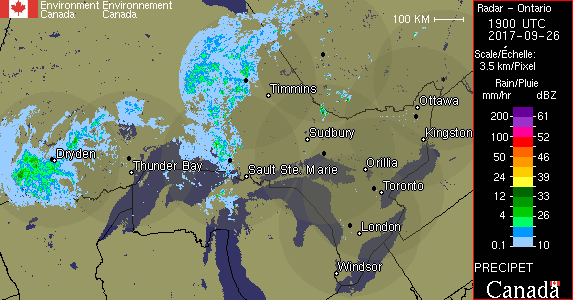 Environment Environnement
Canada Canada
100 KM
Timmins
Ottawa
Sudbury
Kingston
Dryden
Thunder Bay
Sault Ste. Marie
Orillia
Toronto
London
Windsor
Radar - Ontario
1900 UTC
2017-09-26
Scale/Échelle:
3.5 km/Pixel
Rain/Pluie
mm/hr dBZ
200 61
100 52
50 46
24 39
12 33
4 26
0.1 10
PRECIPET
Canada